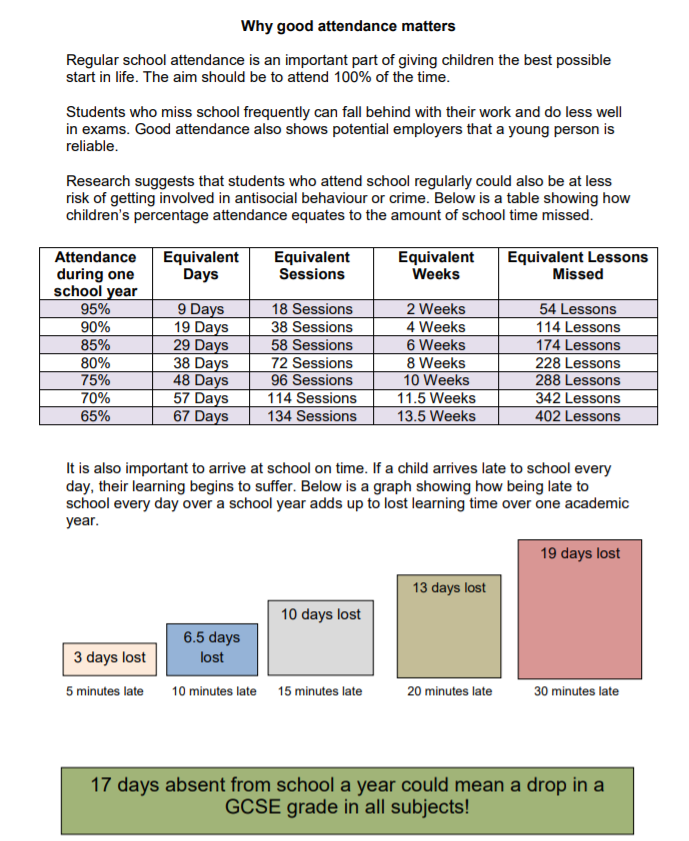 Why good attendance matters
Regular school attendance is an important part of giving children the best possible
start in life. The aim should be to attend 100% of the time.
Students who miss school frequently can fall behind with their work and do less well
in exams. Good attendance also shows potential employers that a young person is
reliable.
Research suggests that students who attend school regularly could also be at less
risk of getting involved in antisocial behaviour or crime. Below is a table showing how
children's percentage attendance equates to the amount of school time missed.
Attendance during one school year | Equivalent Days | Equivalent Sessions | Equivalent Weeks | Equivalent Lessons Missed
95% | 9 Days | 18 Sessions | 2 Weeks | 54 Lessons
90% | 19 Days | 38 Sessions | 4 Weeks | 114 Lessons
85% | 29 Days | 58 Sessions | 6 Weeks | 174 Lessons
80% | 38 Days | 72 Sessions | 8 Weeks | 228 Lessons
75% | 48 Days | 96 Sessions | 10 Weeks | 288 Lessons
70% | 57 Days | 114 Sessions | 11.5 Weeks | 342 Lessons
65% | 67 Days | 134 Sessions | 13.5 Weeks | 402 Lessons
It is also important to arrive at school on time. If a child arrives late to school every
day, their learning begins to suffer. Below is a graph showing how being late to
school every day over a school year adds up to lost learning time over one academic
year.
3 days lost
6.5 days
lost
10 days lost
13 days lost
19 days lost
5 minutes late
10 minutes late
15 minutes late
20 minutes late
30 minutes late
17 days absent from school a year could mean a drop in a
GCSE grade in all subjects!